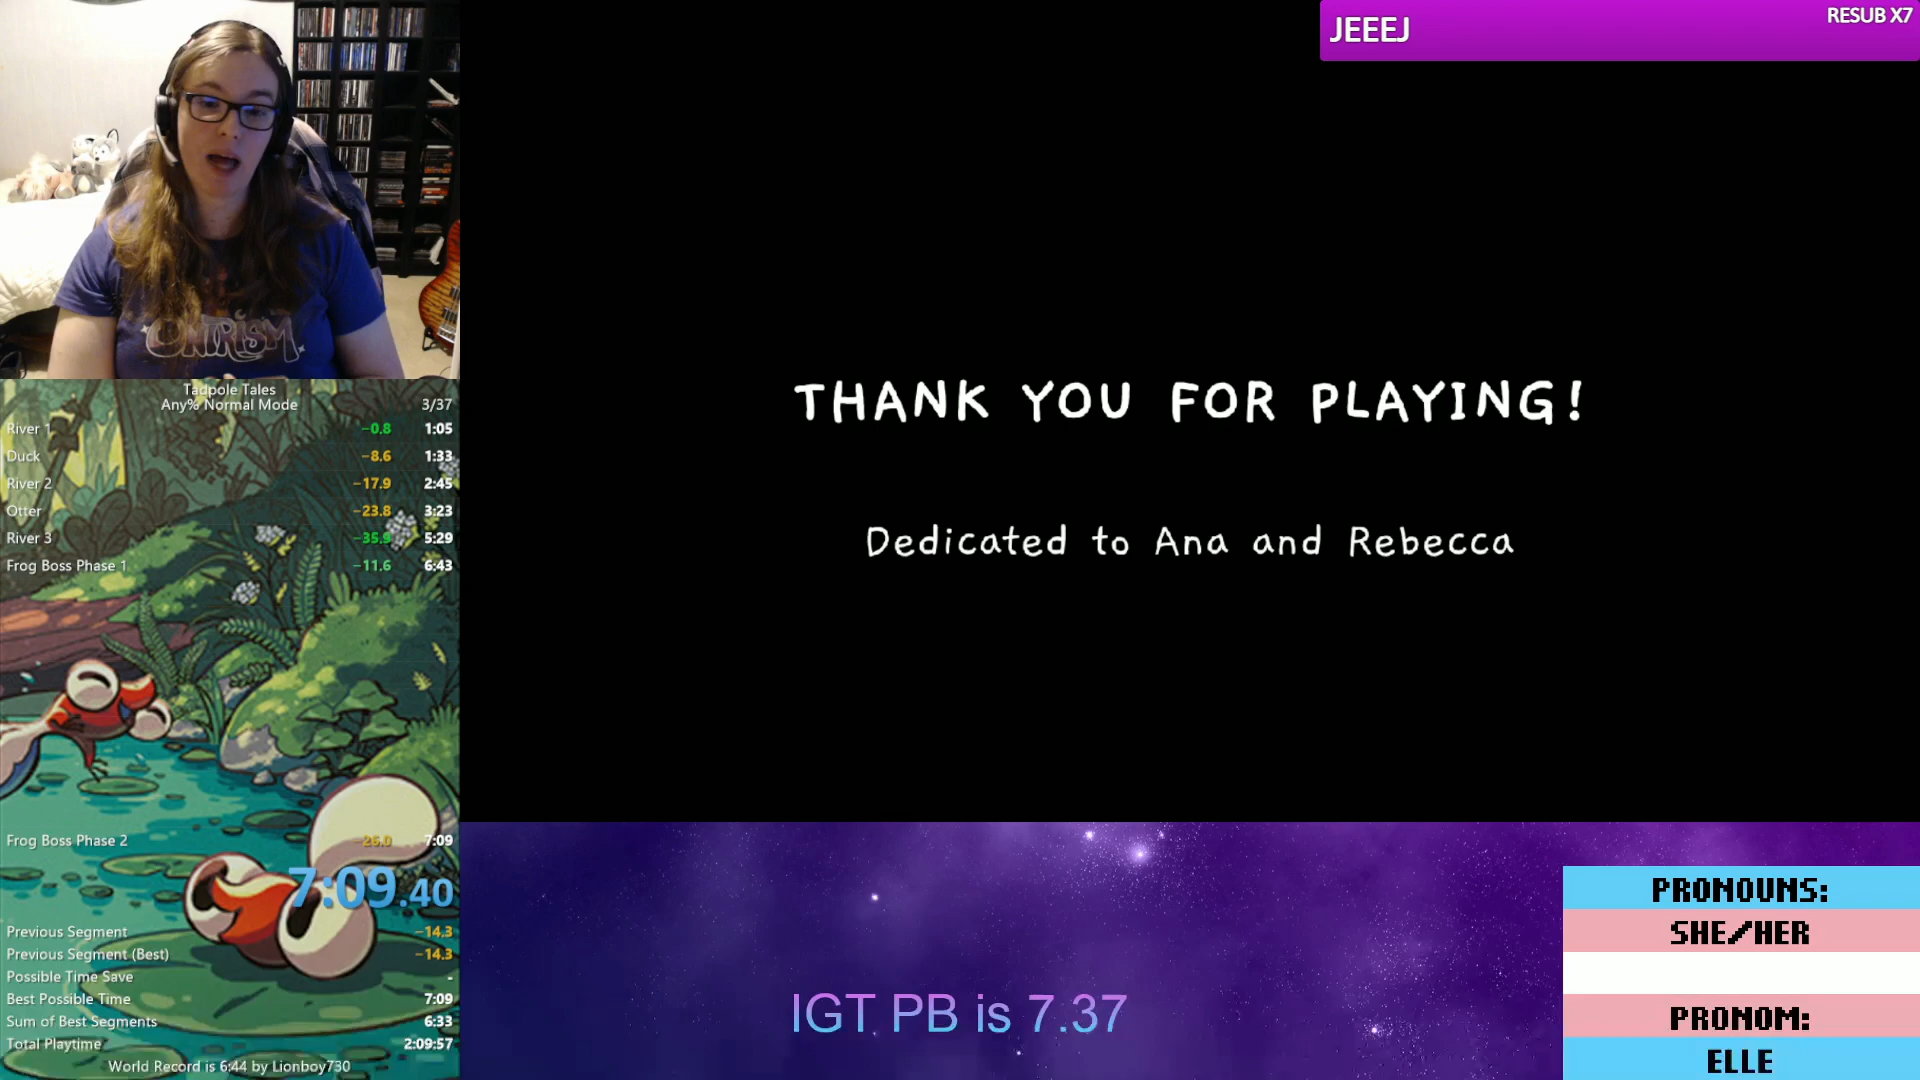 JEEEJ
RESUB X7
THANK YOU FOR PLAYING!
Dedicated to Ana and Rebecca
Tadpole Tales
Any% Normal Mode 3/37
River 1 -0.8 1:05
Duck -8.6 1:33
River 2 -17.9 2:45
Otter -23.8 3:23
River 3 -35.9 5:29
Frog Boss Phase 1 -11.6 6:43
Frog Boss Phase 2 -26.0 7:09
7:09.40
Previous Segment -14.3
Previous Segment (Best) -14.3
Possible Time Save -
Best Possible Time 7:09
Sum of Best Segments 6:33
Total Playtime 2:09:57
World Record is 6:44 by Lionboy730
IGT PB is 7.37
PRONOUNS:
SHE/HER
PRONOM:
ELLE